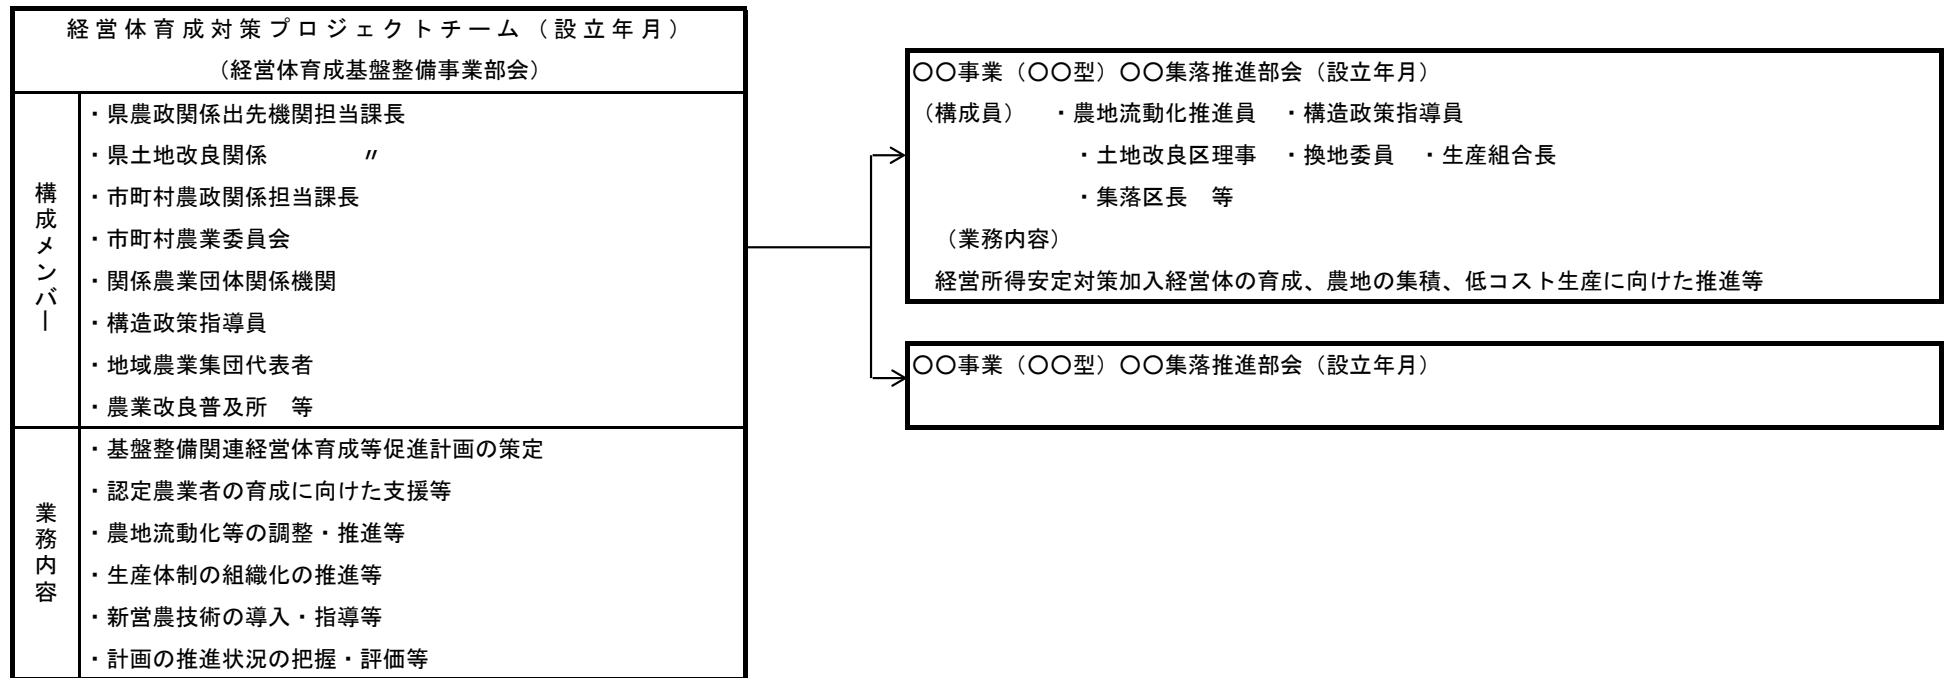 経営体育成対策プロジェクトチーム（設立年月）
（経営体育成基盤整備事業部会）
構成メンバー
・県農政関係出先機関担当課長
・県土地改良関係　　　　〃
・市町村農政関係担当課長
・市町村農業委員会
・関係農業団体関係機関
・構造政策指導員
・地域農業集団代表者
・農業改良普及所　等
業務内容
・基盤整備関連経営体育成等促進計画の策定
・認定農業者の育成に向けた支援等
・農地流動化等の調整・推進等
・生産体制の組織化の推進等
・新営農技術の導入・指導等
・計画の推進状況の把握・評価等
〇〇事業（〇〇型）〇〇集落推進部会（設立年月）
（構成員）　・農地流動化推進員　・構造政策指導員
・土地改良区理事　・換地委員　・生産組合長
・集落区長　等
（業務内容）
経営所得安定対策加入経営体の育成、農地の集積、低コスト生産に向けた推進等
〇〇事業（〇〇型）〇〇集落推進部会（設立年月）